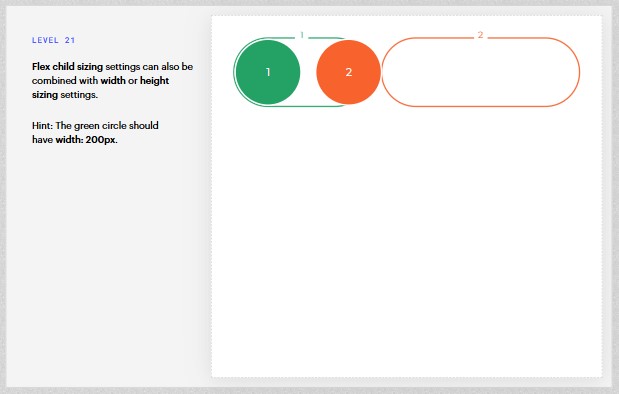 LEVEL 21
Flex child sizing settings can also be
combined with width or height
sizing settings.
Hint: The green circle should
have width: 200px.
1
2
1
2